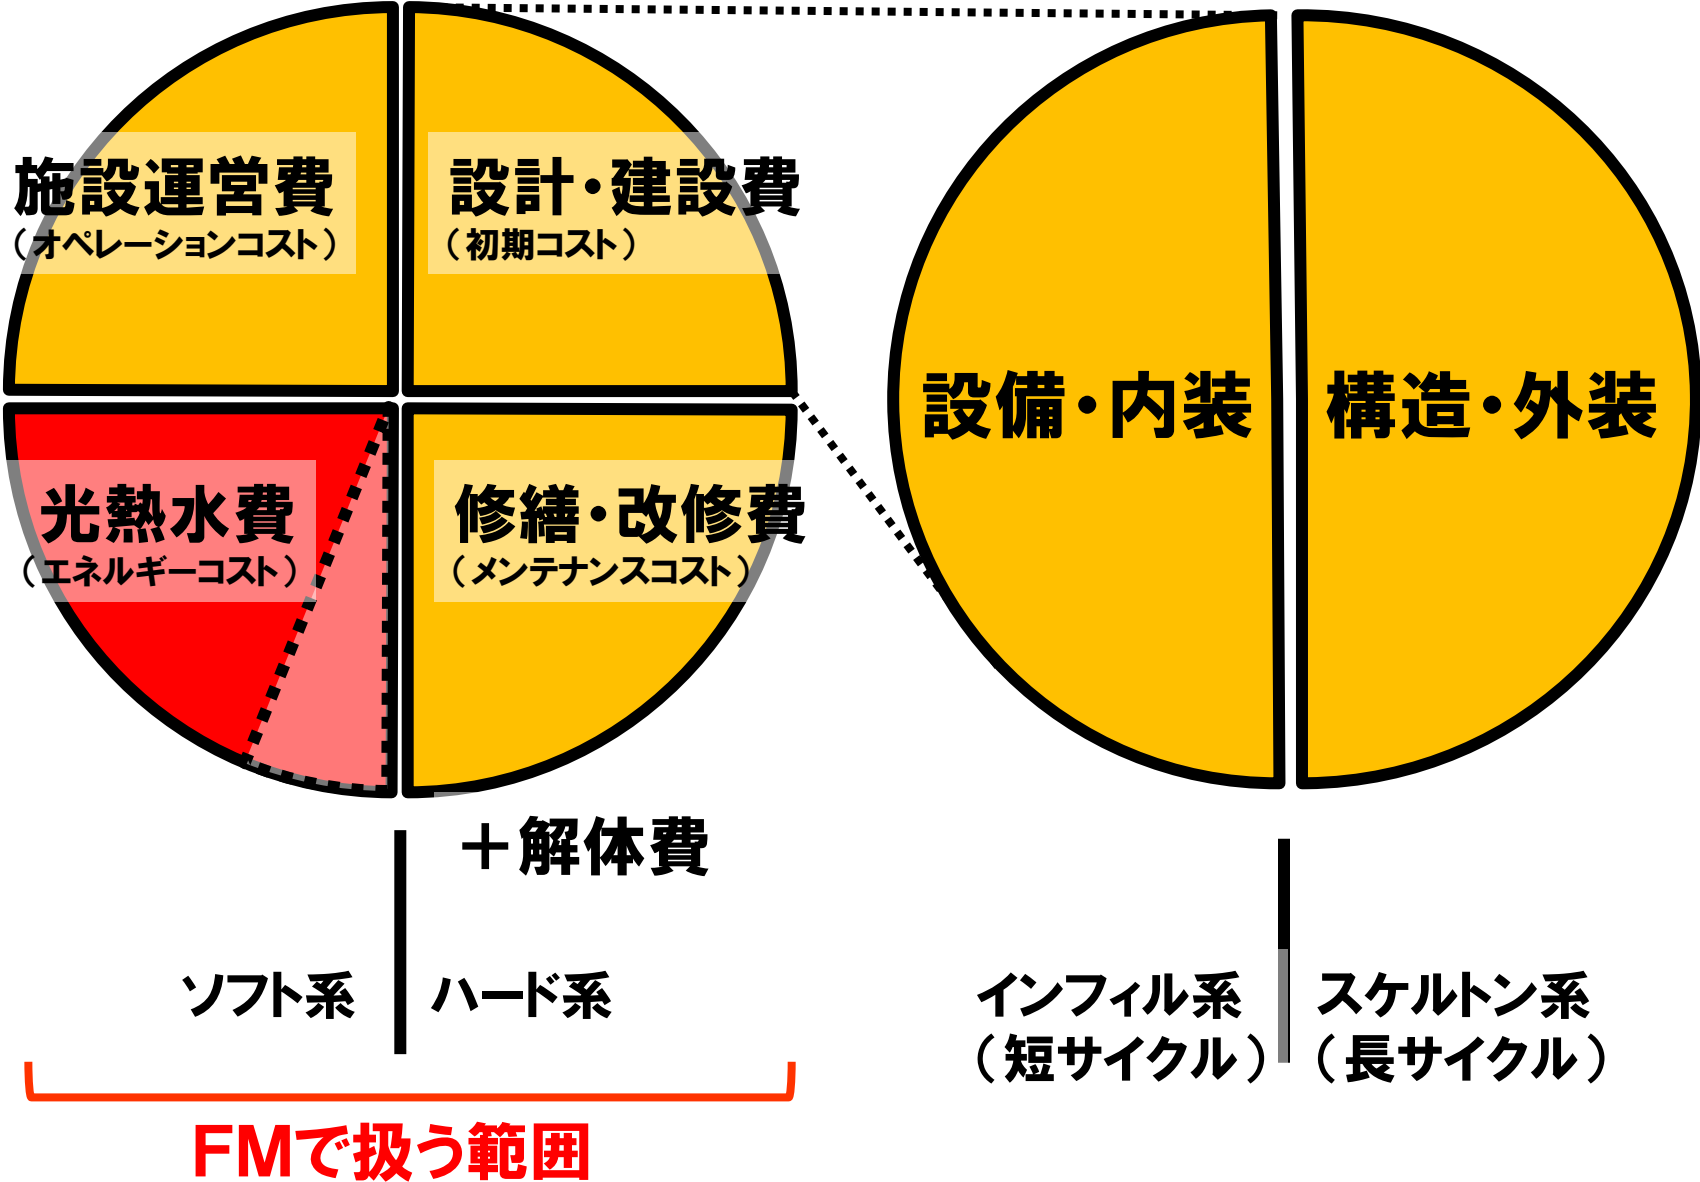 施設運営費
（オペレーションコスト）
設計・建設費
（初期コスト）
光熱水費
（エネルギーコスト）
修繕・改修費
（メンテナンスコスト）
＋解体費
ソフト系
ハード系
FMで扱う範囲
設備・内装
構造・外装
インフィル系
（短サイクル）
スケルトン系
（長サイクル）